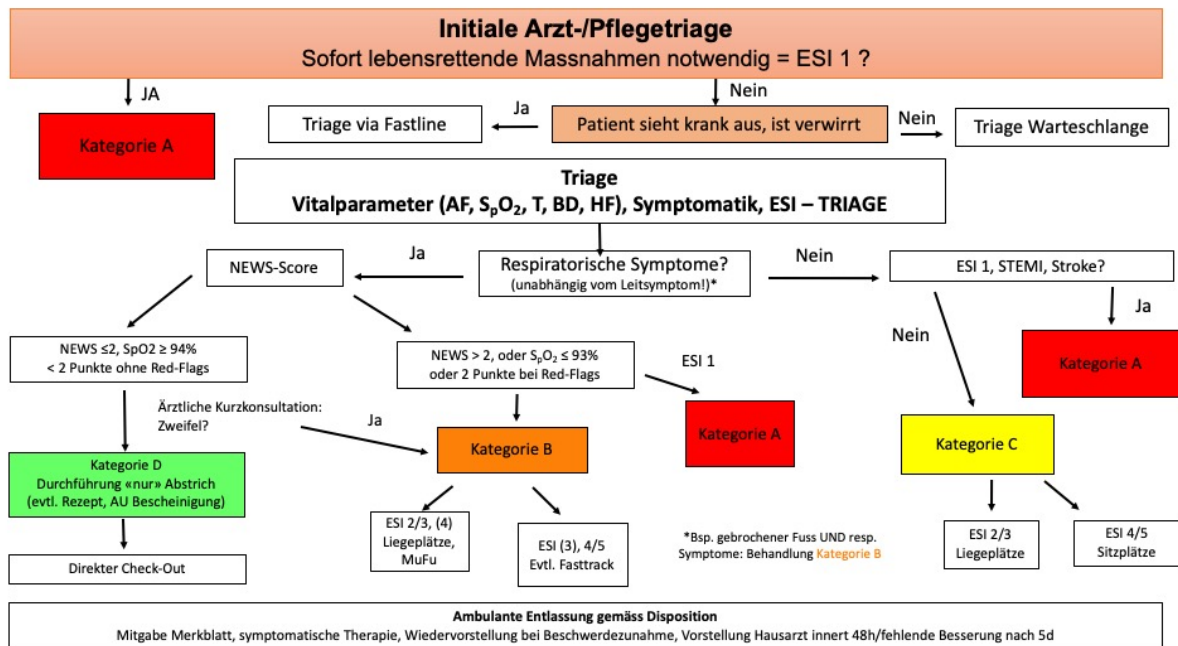 Initiale Arzt-/Pflegetriage
Sofort lebensrettende Massnahmen notwendig = ESI 1 ?
JA
Nein
Kategorie A
Triage via Fastline
Ja
Patient sieht krank aus, ist verwirrt
Nein
Triage Warteschlange
Triage
Vitalparameter (AF, SpO2, T, BD, HF), Symptomatik, ESI – TRIAGE
NEWS-Score
Ja
Respiratorische Symptome?
(unabhängig vom Leitsymptom!)*
Nein
ESI 1, STEMI, Stroke?
NEWS ≤2, SpO2 ≥ 94%
< 2 Punkte ohne Red-Flags
NEWS > 2, oder SpO2 ≤ 93%
oder 2 Punkte bei Red-Flags
ESI 1
Nein
Ja
Kategorie A
Ärztliche Kurzkonsultation:
Zweifel?
Ja
Kategorie B
Kategorie A
Kategorie C
Kategorie D
Durchführung «nur» Abstrich
(evtl. Rezept, AU Bescheinigung)
ESI 2/3, (4)
Liegeplätze,
MuFu
ESI (3), 4/5
Evtl. Fasttrack
*Bsp. gebrochener Fuss UND resp.
Symptome: Behandlung Kategorie B
ESI 2/3
Liegeplätze
ESI 4/5
Sitzplätze
Direkter Check-Out
Ambulante Entlassung gemäss Disposition
Mitgabe Merkblatt, symptomatische Therapie, Wiedervorstellung bei Beschwerdezunahme, Vorstellung Hausarzt innert 48h/fehlende Besserung nach 5d